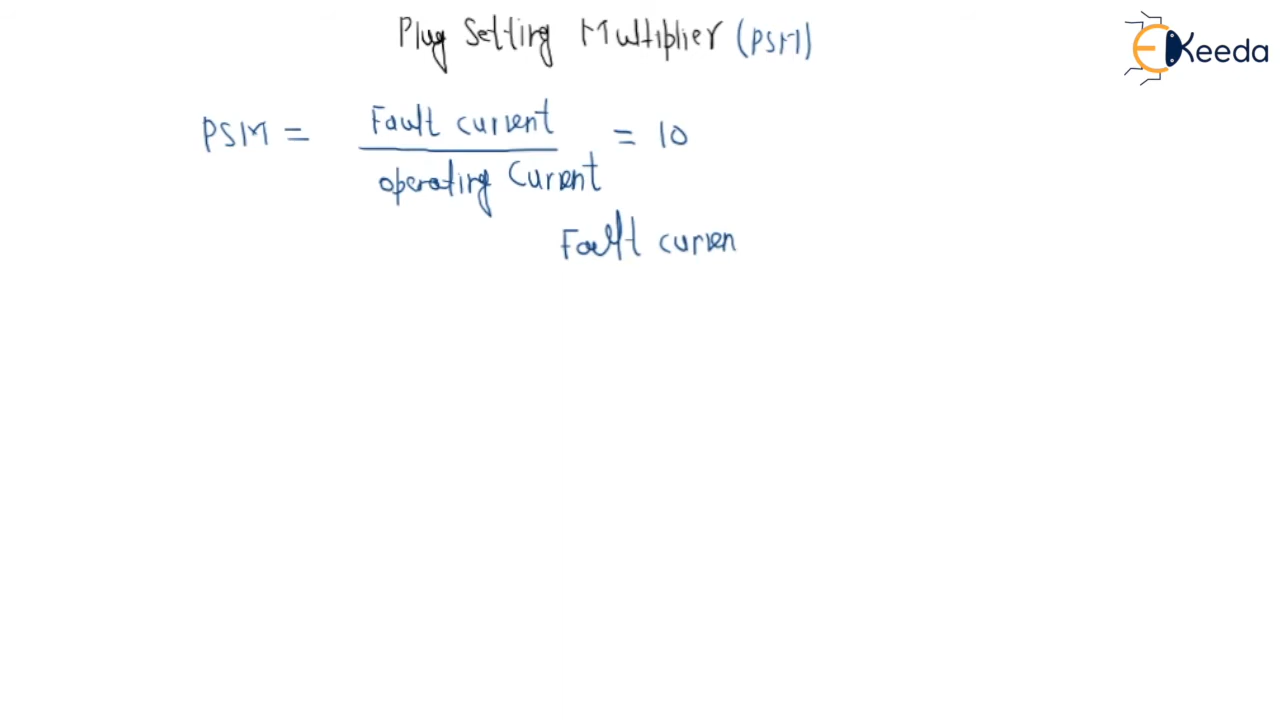 Plug Setting Multiplier (PSM)
EKeeda
PSM = Fault current / operating Current = 10
Fault curren